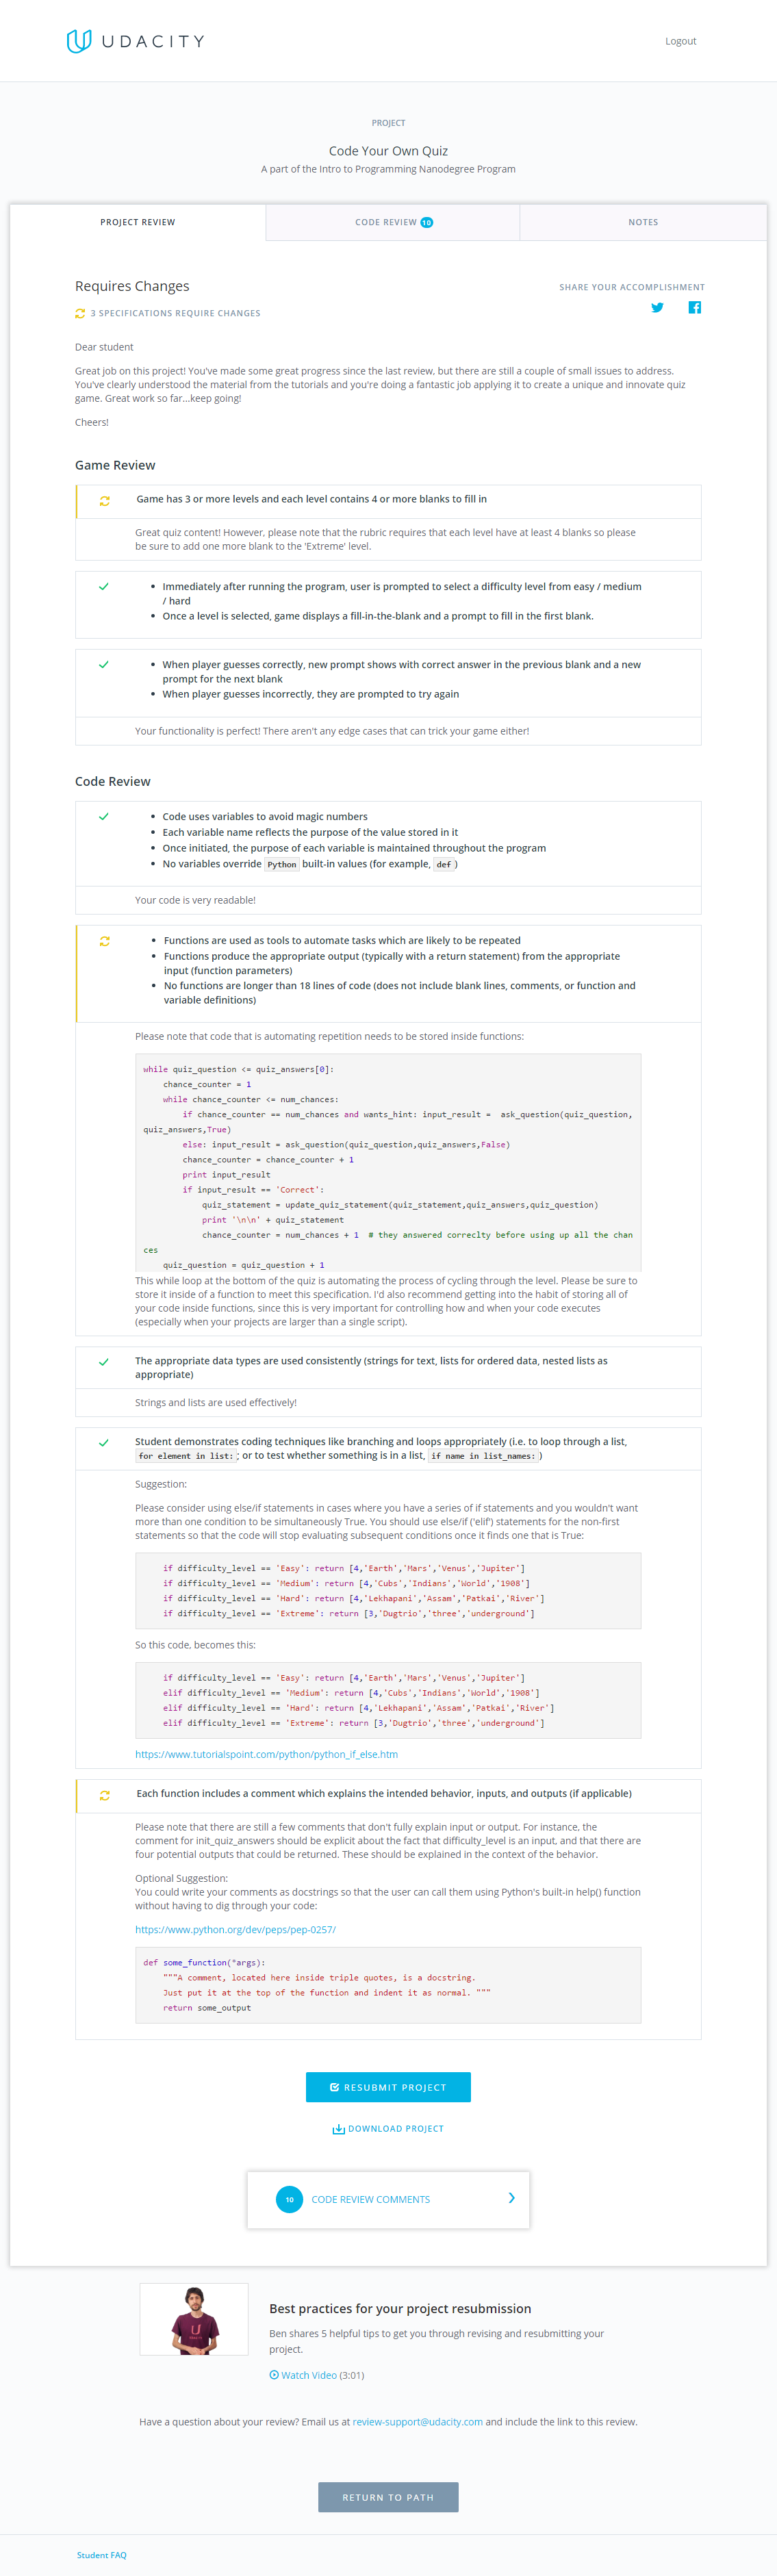 UDACITY
Logout
PROJECT
Code Your Own Quiz
A part of the Intro to Programming Nanodegree Program
PROJECT REVIEW
CODE REVIEW 10
NOTES
Requires Changes
SHARE YOUR ACCOMPLISHMENT
3 SPECIFICATIONS REQUIRE CHANGES
Dear student
Great job on this project! You've made some great progress since the last review, but there are still a couple of small issues to address.
You've clearly understood the material from the tutorials and you're doing a fantastic job applying it to create a unique and innovate quiz
game. Great work so far...keep going!
Cheers!
Game Review
Game has 3 or more levels and each level contains 4 or more blanks to fill in
Great quiz content! However, please note that the rubric requires that each level have at least 4 blanks so please
be sure to add one more blank to the 'Extreme' level.
• Immediately after running the program, user is prompted to select a difficulty level from easy / medium
/ hard
• Once a level is selected, game displays a fill-in-the-blank and a prompt to fill in the first blank.
• When player guesses correctly, new prompt shows with correct answer in the previous blank and a new
prompt for the next blank
• When player guesses incorrectly, they are prompted to try again
Your functionality is perfect! There aren't any edge cases that can trick your game either!
Code Review
• Code uses variables to avoid magic numbers
• Each variable name reflects the purpose of the value stored in it
• Once initiated, the purpose of each variable is maintained throughout the program
• No variables override Python built-in values (for example, def )
Your code is very readable!
• Functions are used as tools to automate tasks which are likely to be repeated
• Functions produce the appropriate output (typically with a return statement) from the appropriate
input (function parameters)
• No functions are longer than 18 lines of code (does not include blank lines, comments, or function and
variable definitions)
Please note that code that is automating repetition needs to be stored inside functions:
while quiz_question <= quiz_answers[0]:
chance_counter = 1
while chance_counter <= num_chances:
if chance_counter == num_chances and wants_hint: input_result =  ask_question(quiz_question,
quiz_answers,True)
else: input_result = ask_question(quiz_question,quiz_answers,False)
chance_counter = chance_counter + 1
print input_result
if input_result == 'Correct':
quiz_statement = update_quiz_statement(quiz_statement,quiz_answers,quiz_question)
print '\n\n' + quiz_statement
chance_counter = num_chances + 1  # they answered correclty before using up all the chan
ces
quiz_question = quiz_question + 1
This while loop at the bottom of the quiz is automating the process of cycling through the level. Please be sure to
store it inside of a function to meet this specification. I'd also recommend getting into the habit of storing all of
your code inside functions, since this is very important for controlling how and when your code executes
(especially when your projects are larger than a single script).
The appropriate data types are used consistently (strings for text, lists for ordered data, nested lists as
appropriate)
Strings and lists are used effectively!
Student demonstrates coding techniques like branching and loops appropriately (i.e. to loop through a list,
for element in list: ; or to test whether something is in a list, if name in list_names: )
Suggestion:
Please consider using else/if statements in cases where you have a series of if statements and you wouldn't want
more than one condition to be simultaneously True. You should use else/if ('elif') statements for the non-first
statements so that the code will stop evaluating subsequent conditions once it finds one that is True:
if difficulty_level == 'Easy': return [4,'Earth','Mars','Venus','Jupiter']
if difficulty_level == 'Medium': return [4,'Cubs','Indians','World','1908']
if difficulty_level == 'Hard': return [4,'Lekhapani','Assam','Patkai','River']
if difficulty_level == 'Extreme': return [3,'Dugtrio','three','underground']
So this code, becomes this:
if difficulty_level == 'Easy': return [4,'Earth','Mars','Venus','Jupiter']
elif difficulty_level == 'Medium': return [4,'Cubs','Indians','World','1908']
elif difficulty_level == 'Hard': return [4,'Lekhapani','Assam','Patkai','River']
elif difficulty_level == 'Extreme': return [3,'Dugtrio','three','underground']
https://www.tutorialspoint.com/python/python_if_else.htm
Each function includes a comment which explains the intended behavior, inputs, and outputs (if applicable)
Please note that there are still a few comments that don't fully explain input or output. For instance, the
comment for init_quiz_answers should be explicit about the fact that difficulty_level is an input, and that there are
four potential outputs that could be returned. These should be explained in the context of the behavior.
Optional Suggestion:
You could write your comments as docstrings so that the user can call them using Python's built-in help() function
without having to dig through your code:
https://www.python.org/dev/peps/pep-0257/
def some_function(*args):
"""A comment, located here inside triple quotes, is a docstring.
Just put it at the top of the function and indent it as normal. """
return some_output
RESUBMIT PROJECT
DOWNLOAD PROJECT
10 CODE REVIEW COMMENTS
Best practices for your project resubmission
Ben shares 5 helpful tips to get you through revising and resubmitting your
project.
Watch Video (3:01)
Have a question about your review? Email us at review-support@udacity.com and include the link to this review.
RETURN TO PATH
Student FAQ